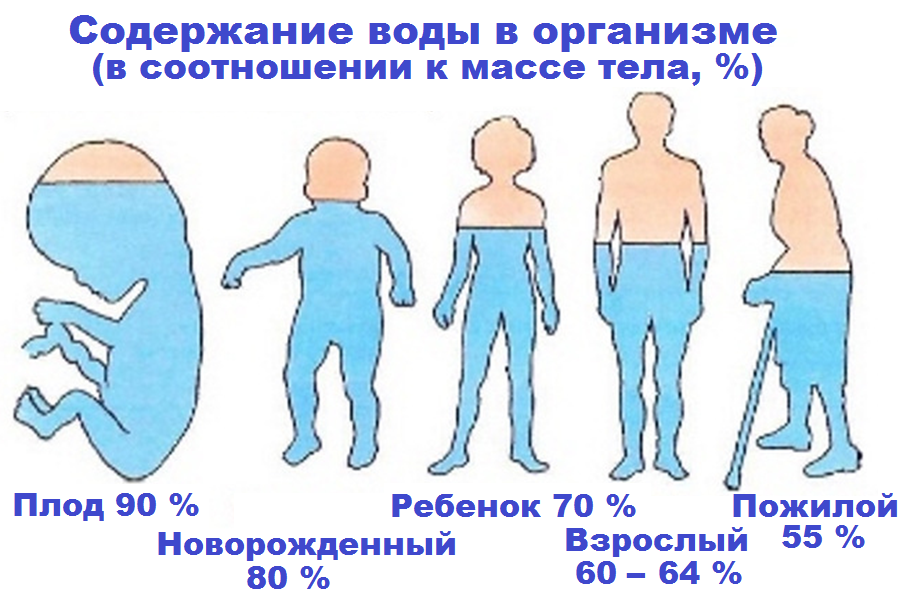 Содержание воды в организме
(в соотношении к массе тела, %)
Плод 90 %
Новорожденный
80 %
Ребенок 70 %
Взрослый
60 – 64 %
Пожилой
55 %